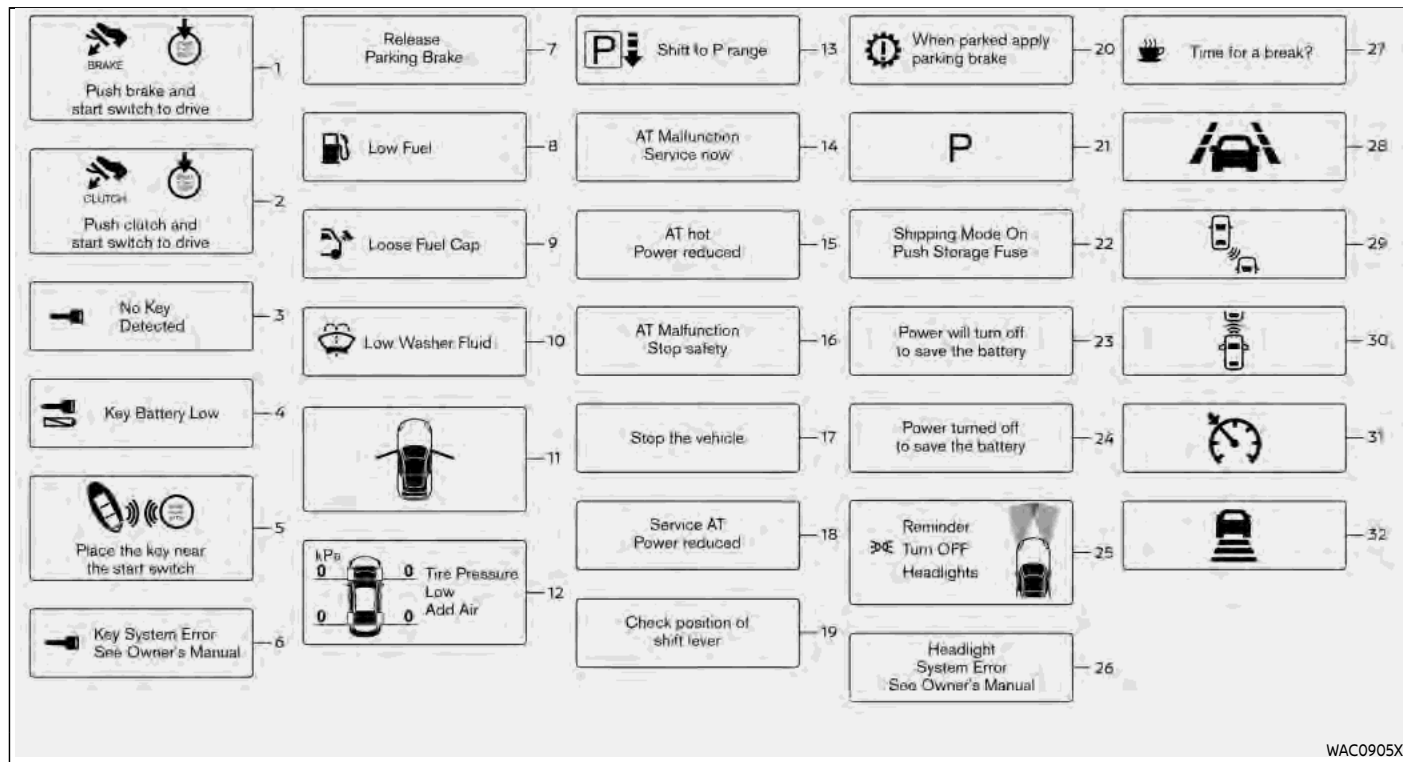 BRAKE
Push brake and
start switch to drive
1
CLUTCH
Push clutch and
start switch to drive
2
No Key
Detected
3
Key Battery Low
4
Place the key near
the start switch
5
Key System Error
See Owner's Manual
6
Release
Parking Brake
7
Low Fuel
8
Loose Fuel Cap
9
Low Washer Fluid
10
11
kPa
0 0
Tire Pressure
Low
Add Air
0 0
12
P
Shift to P range
13
AT Malfunction
Service now
14
AT hot
Power reduced
15
AT Malfunction
Stop safety
16
Stop the vehicle
17
Service AT
Power reduced
18
Check position of
shift lever
19
When parked apply
parking brake
20
P
21
Shipping Mode On
Push Storage Fuse
22
Power will turn off
to save the battery
23
Power turned off
to save the battery
24
Reminder
Turn OFF
Headlights
25
Headlight
System Error
See Owner's Manual
26
Time for a break?
27
28
29
30
31
32
WAC0905X